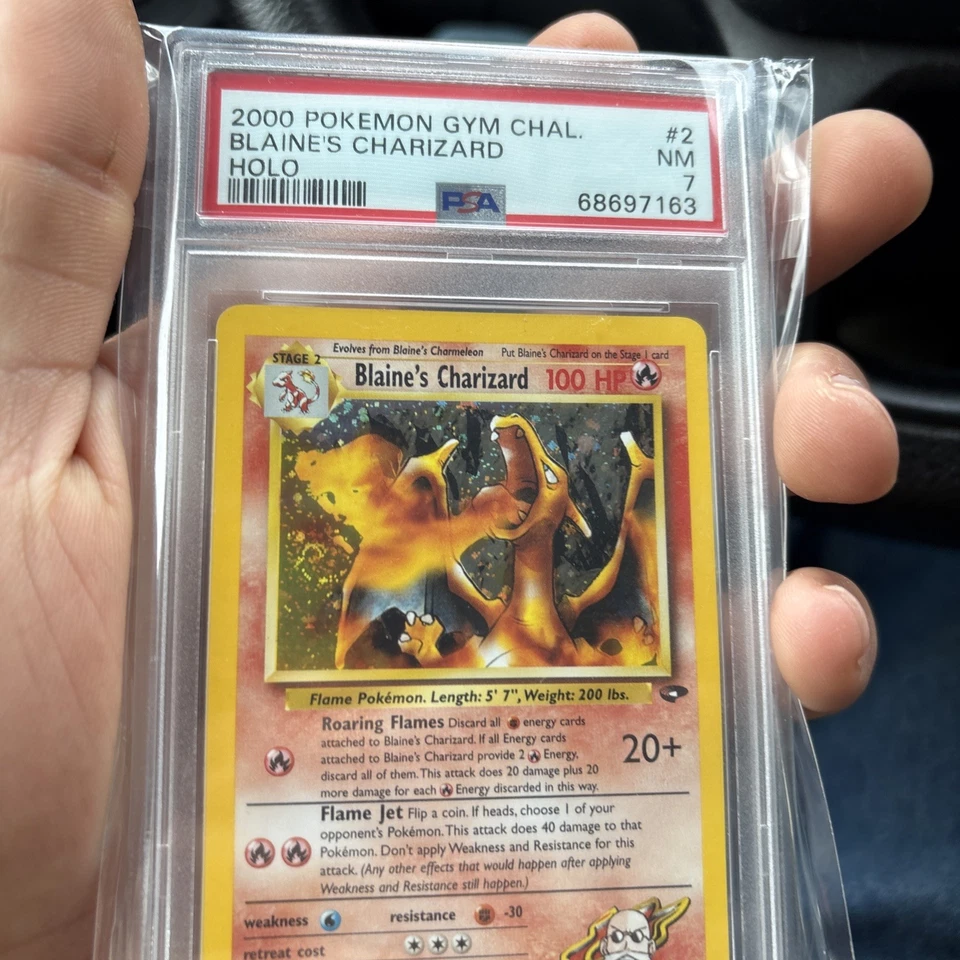 2000 POKEMON GYM CHAL.
#2
BLAINE'S CHARIZARD
NM
HOLO
7
PSA
68697163
Evolves from Blaine's Charmeleon
Put Blaine's Charizard on the Stage 1 card
STAGE 2
Blaine's Charizard
100 HP
Flame Pokémon. Length: 5' 7", Weight: 200 lbs.
Roaring Flames Discard all energy cards
attached to Blaine's Charizard. If all Energy cards
attached to Blaine's Charizard provide 2 Energy,
discard all of them. This attack does 20 damage plus 20
more damage for each Energy discarded in this way.
20+
Flame Jet Flip a coin. If heads, choose 1 of your
opponent's Pokémon. This attack does 40 damage to that
Pokémon. Don't apply Weakness and Resistance for this
attack. (Any other effects that would happen after applying
Weakness and Resistance still happen.)
weakness
resistance
-30
retreat cost